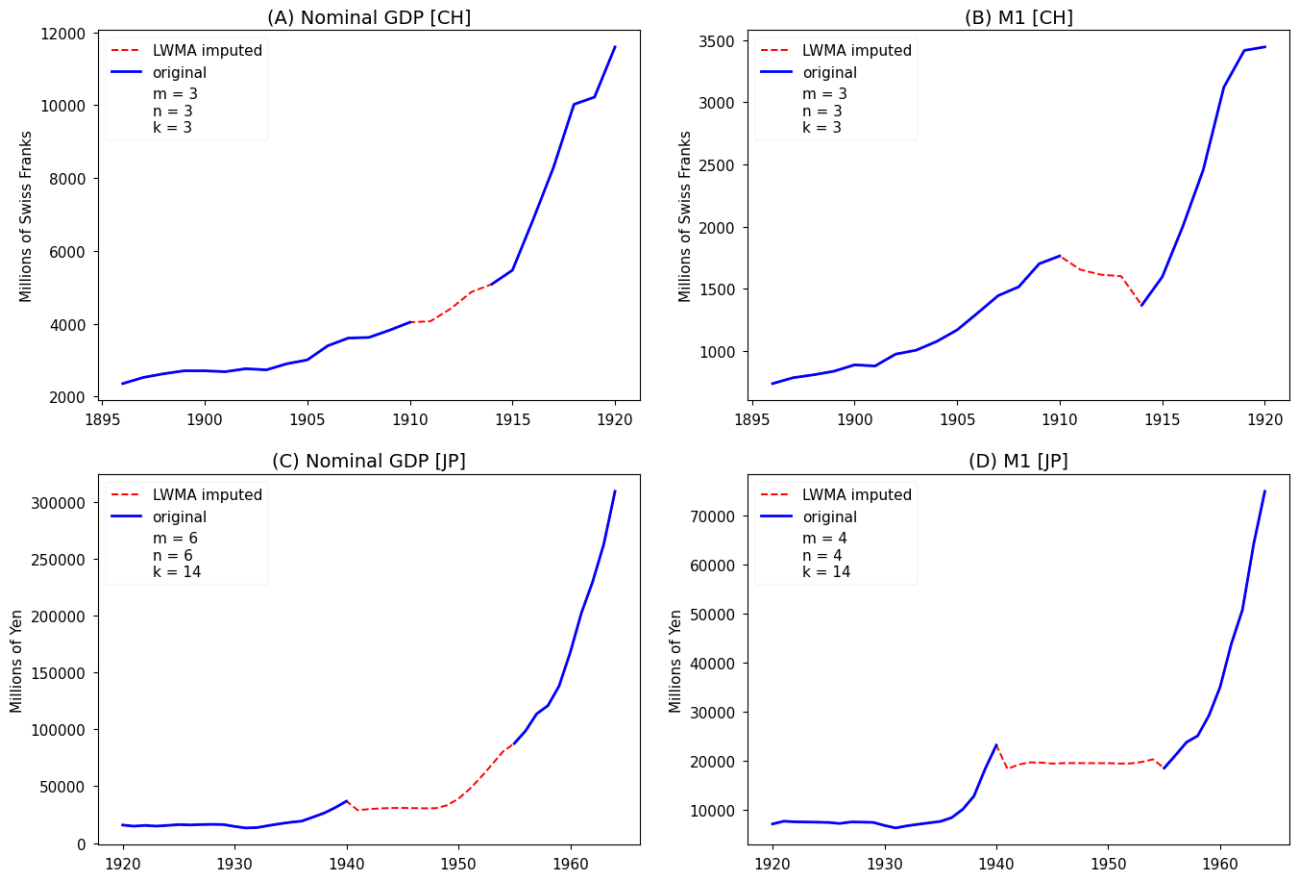 (A) Nominal GDP [CH]
Millions of Swiss Franks
12000
10000
8000
6000
4000
2000
LWMA imputed
original
m = 3
n = 3
k = 3
1895 1900 1905 1910 1915 1920
(B) M1 [CH]
Millions of Swiss Franks
3500
3000
2500
2000
1500
1000
LWMA imputed
original
m = 3
n = 3
k = 3
1895 1900 1905 1910 1915 1920
(C) Nominal GDP [JP]
Millions of Yen
300000
250000
200000
150000
100000
50000
0
LWMA imputed
original
m = 6
n = 6
k = 14
1920 1930 1940 1950 1960
(D) M1 [JP]
Millions of Yen
70000
60000
50000
40000
30000
20000
10000
LWMA imputed
original
m = 4
n = 4
k = 14
1920 1930 1940 1950 1960